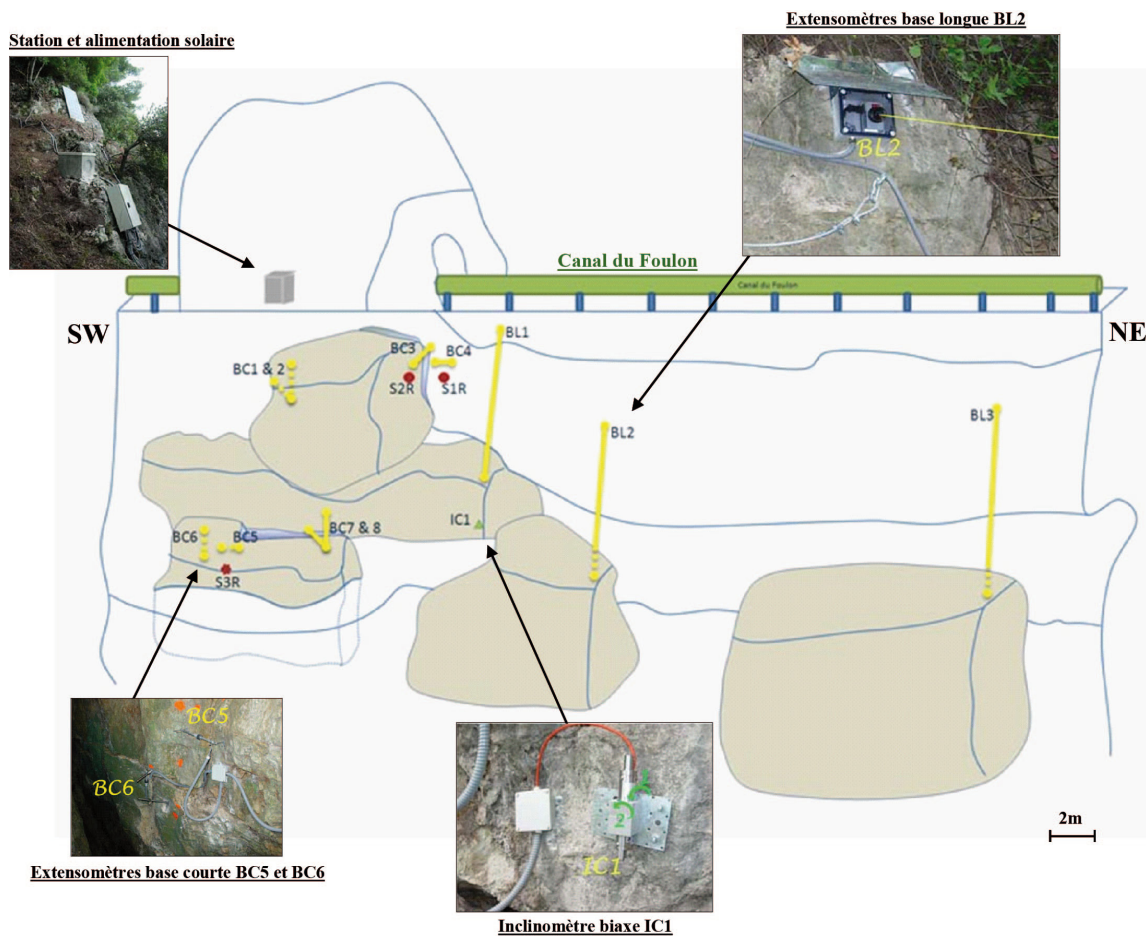 Extensomètres base longue BL2
Station et alimentation solaire
BL2
Canal du Foulon
Canal du Foulon
SW
NE
BL1
BC3
BC4
BC1 & 2
S2R
S1R
BL3
BL2
IC1
BC7 & 8
BC6
BC5
S3R
BC5
BC6
1
2
IC1
2m
Extensomètres base courte BC5 et BC6
Inclinomètre biaxe IC1